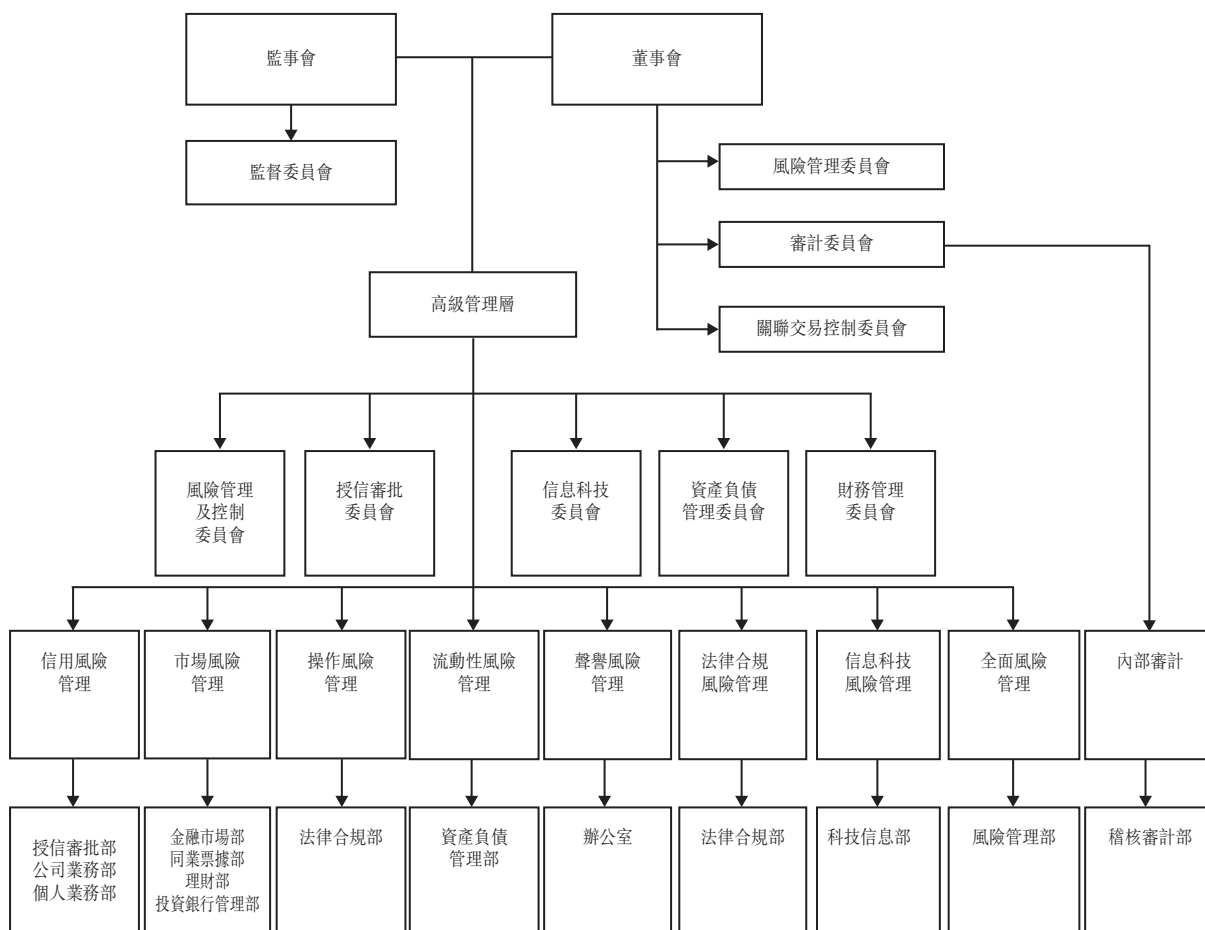 監事會
董事會
監督委員會
風險管理委員會
審計委員會
高級管理層
關聯交易控制委員會
風險管理
及控制
委員會
授信審批
委員會
信息科技
委員會
資產負債
管理委員會
財務管理
委員會
信用風險
管理
市場風險
管理
操作風險
管理
流動性風險
管理
聲譽風險
管理
法律合規
風險管理
信息科技
風險管理
全面風險
管理
內部審計
授信審批部
公司業務部
個人業務部
金融市場部
同業票據部
理財部
投資銀行管理部
法律合規部
資產負債
管理部
辦公室
法律合規部
科技信息部
風險管理部
稽核審計部